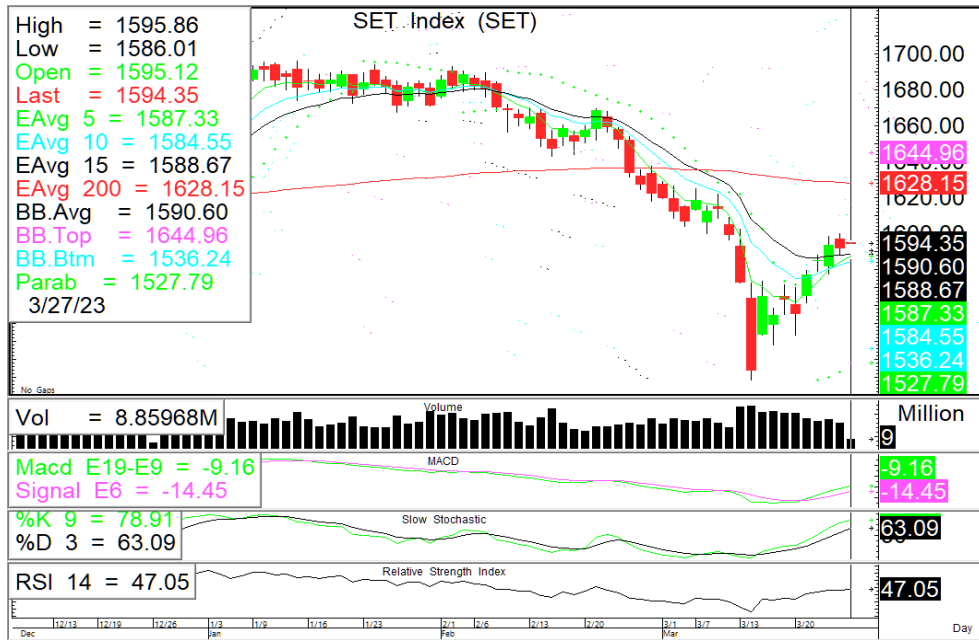 SET Index (SET)
High = 1595.86
Low = 1586.01
Open = 1595.12
Last = 1594.35
EAvg 5 = 1587.33
EAvg 10 = 1584.55
EAvg 15 = 1588.67
EAvg 200 = 1628.15
BB.Avg = 1590.60
BB.Top = 1644.96
BB.Btm = 1536.24
Parab = 1527.79
3/27/23
No Gaps
1700.00
1680.00
1660.00
1644.96
1628.15
1620.00
1594.35
1590.60
1588.67
1587.33
1584.55
1536.24
1527.79
Vol = 8.85968M
Volume
Million
9
Macd E19-E9 = -9.16
Signal E6 = -14.45
MACD
-9.16
-14.45
%K 9 = 78.91
%D 3 = 63.09
Slow Stochastic
63.09
RSI 14 = 47.05
Relative Strength Index
47.05
12/13 12/19 12/26 1/3 1/9 1/16 1/23 2/1 2/6 2/13 2/20 3/1 3/7 3/13 3/20
Dec Jan Feb Mar Day